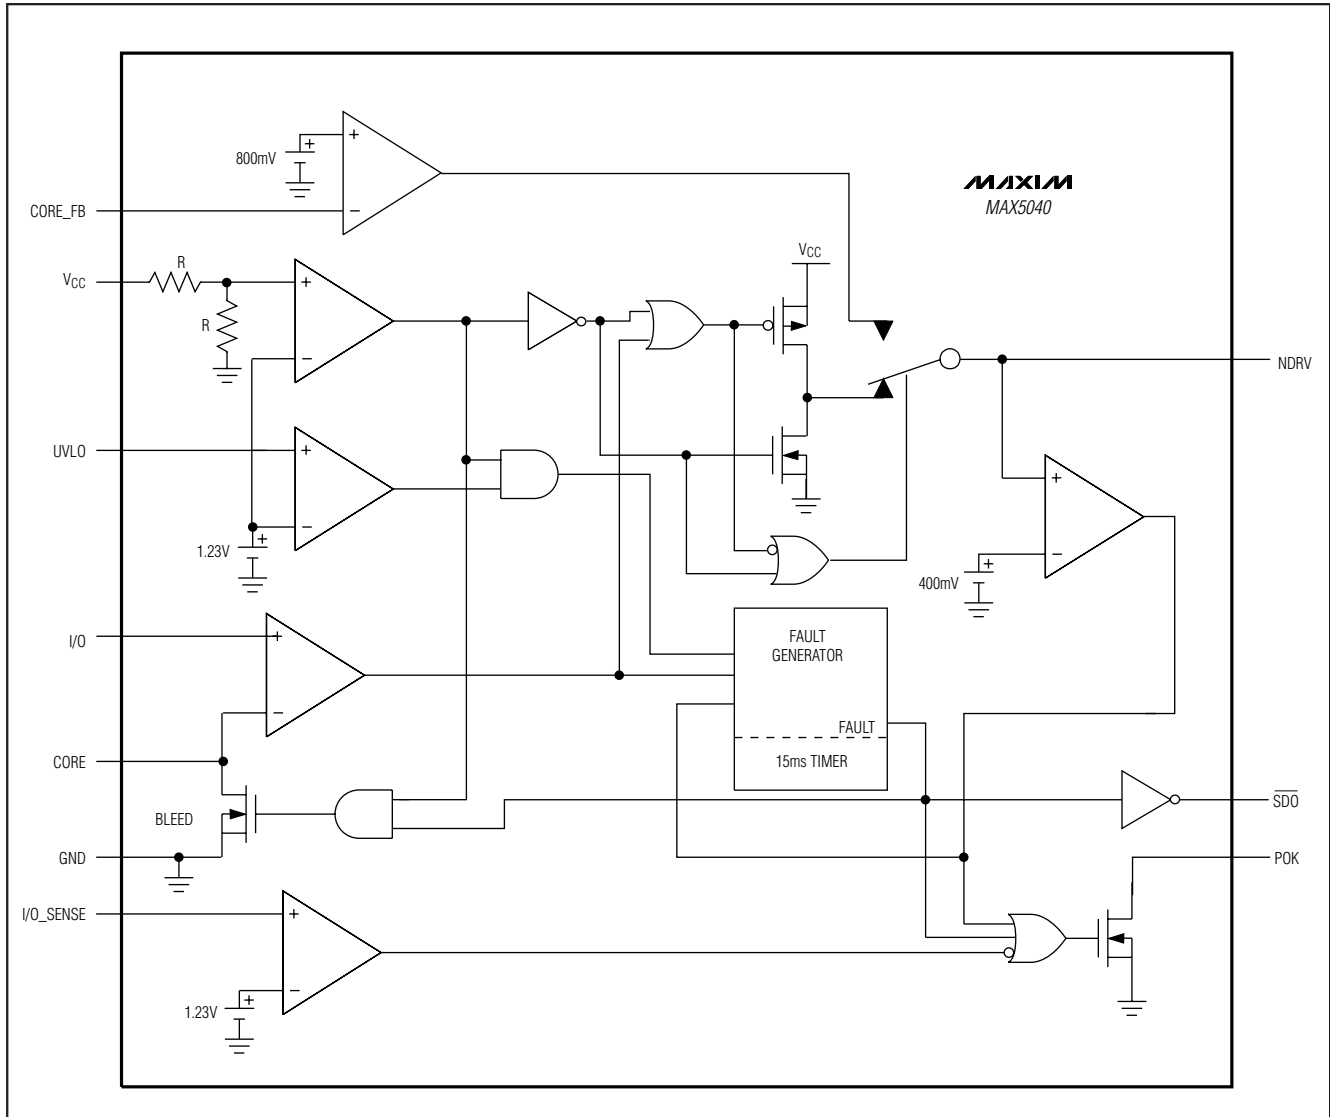 800mV
+
+
−
CORE_FB
MAXIM
MAX5040
VCC
R
R
+
−
VCC
NDRV
UVLO
+
−
1.23V
+
+
−
400mV
+
I/O
+
−
FAULT
GENERATOR
FAULT
15ms TIMER
CORE
BLEED
SDO
GND
POK
I/O_SENSE
+
−
1.23V
+